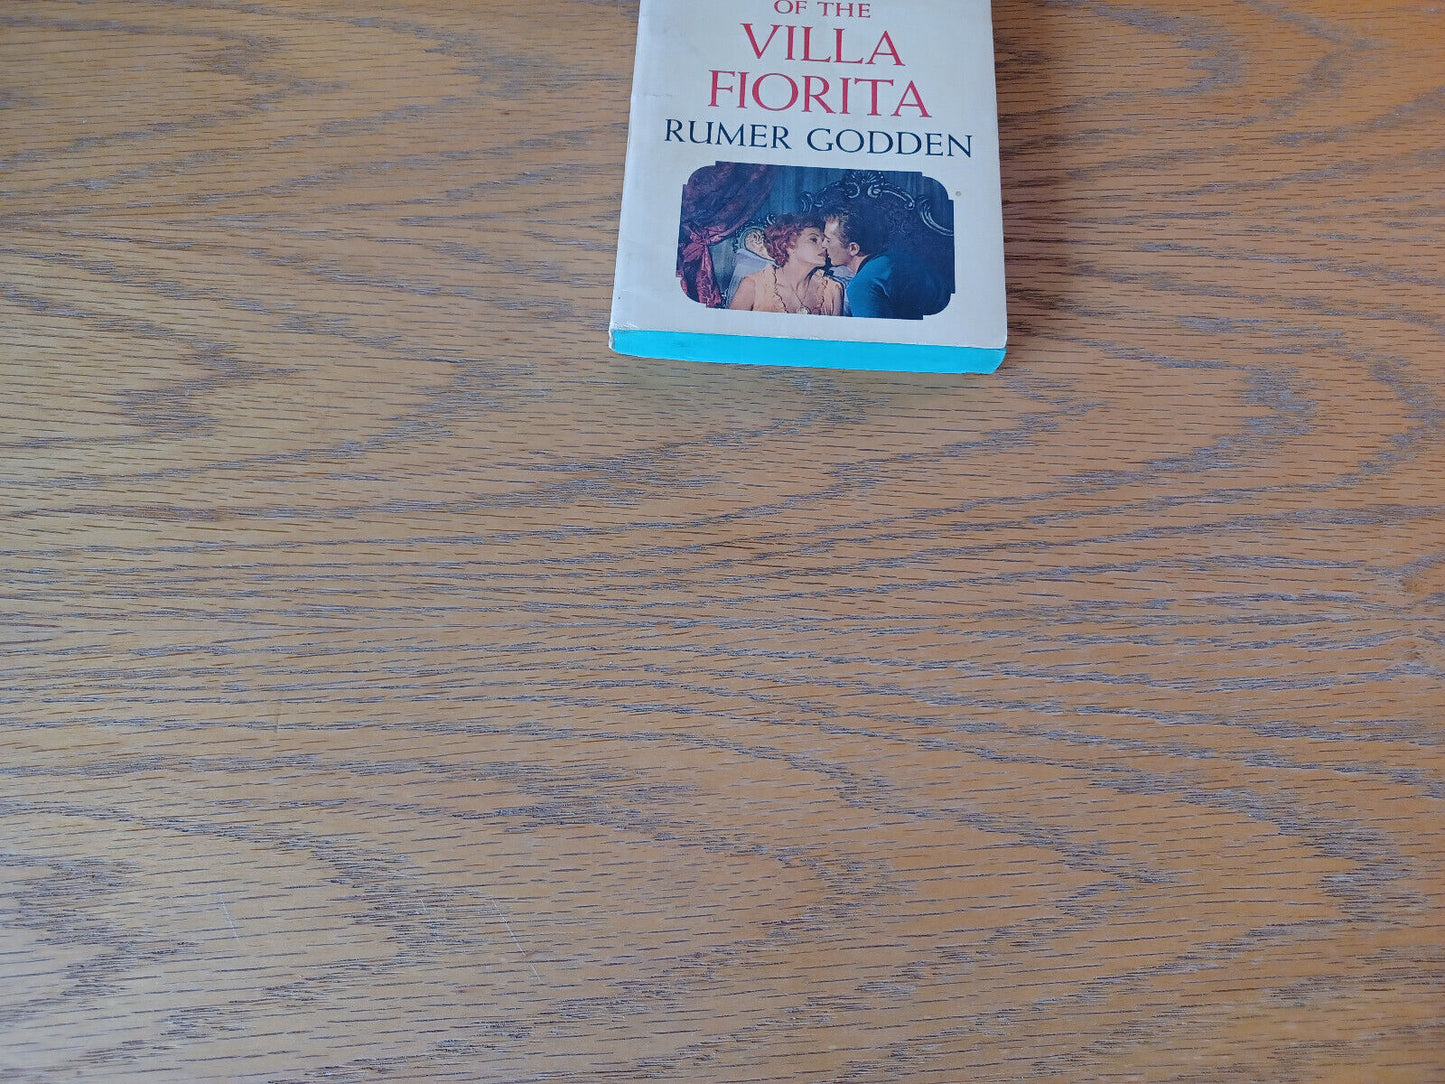 OF THE
VILLA
FIORITA
RUMER GODDEN